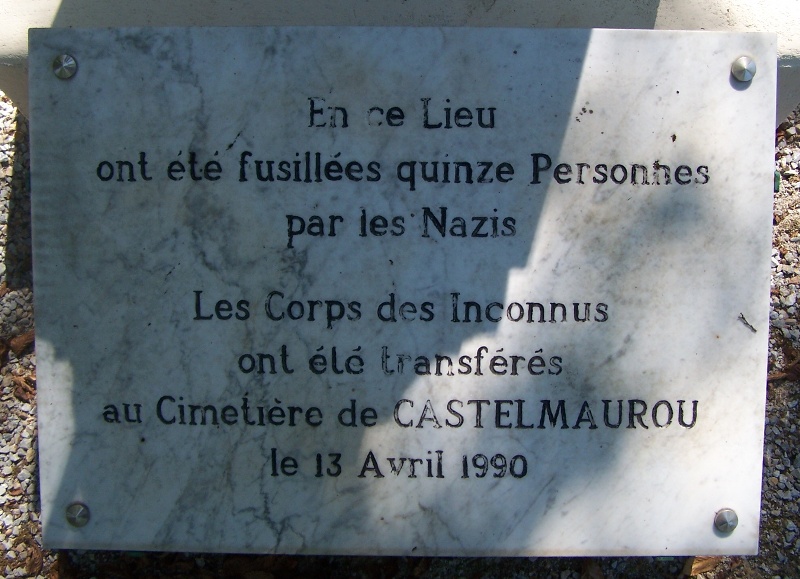 En ce Lieu
ont été fusillées quinze Personnes
par les Nazis
Les Corps des Inconnus
ont été transférés
au Cimetière de CASTELMAUROU
le 13 Avril 1990